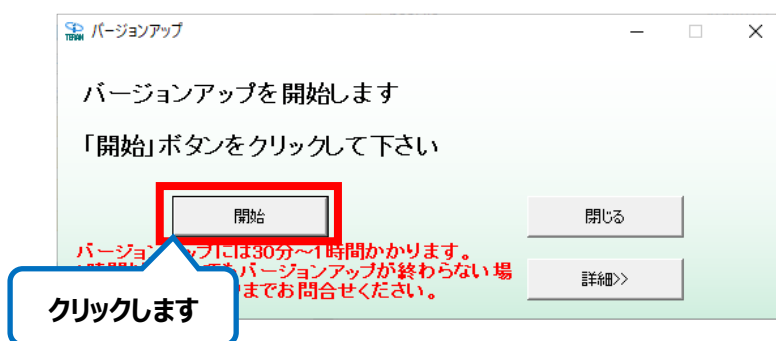 TERAN バージョンアップ
バージョンアップを開始します
「開始」ボタンをクリックして下さい
開始
閉じる
バージョン
プには30分～1時間かかります。
バージョンアップが終わらない場
までお問合せください。
詳細>>
クリックします